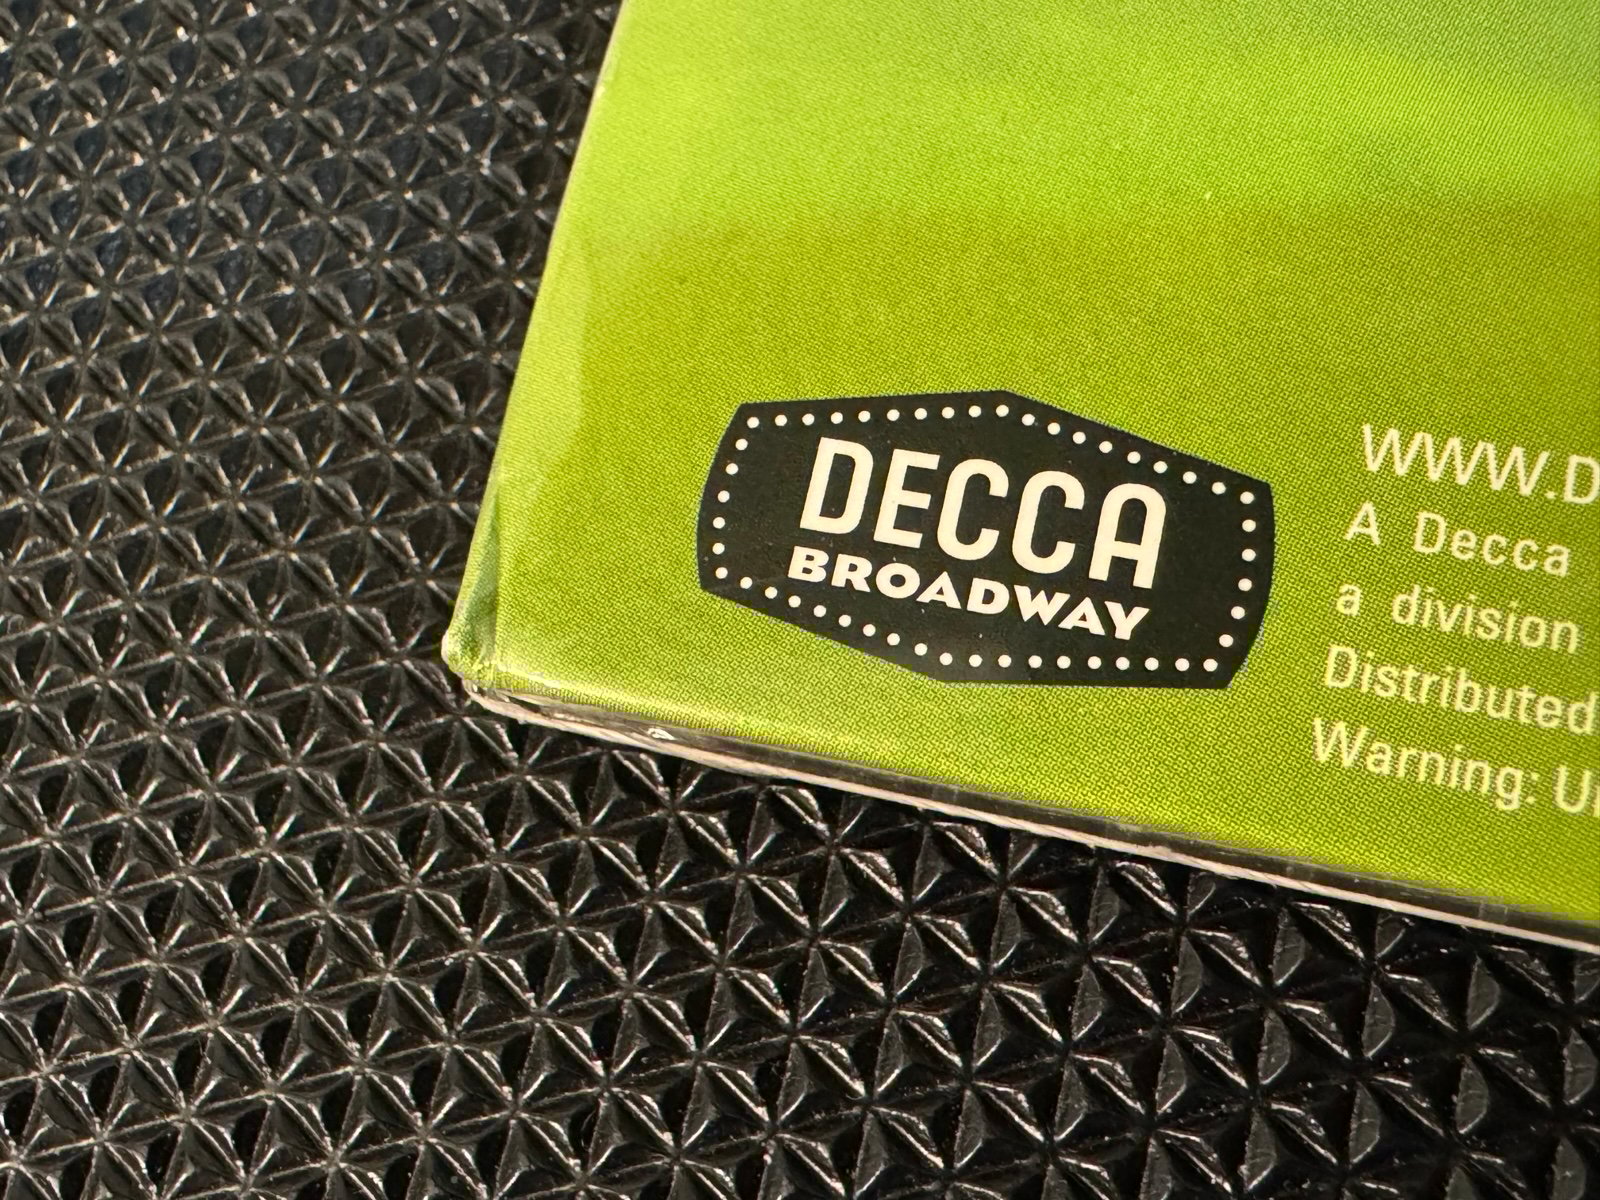 DECCA
BROADWAY
WWW.D
A Decca
a division
Distributed
Warning: U